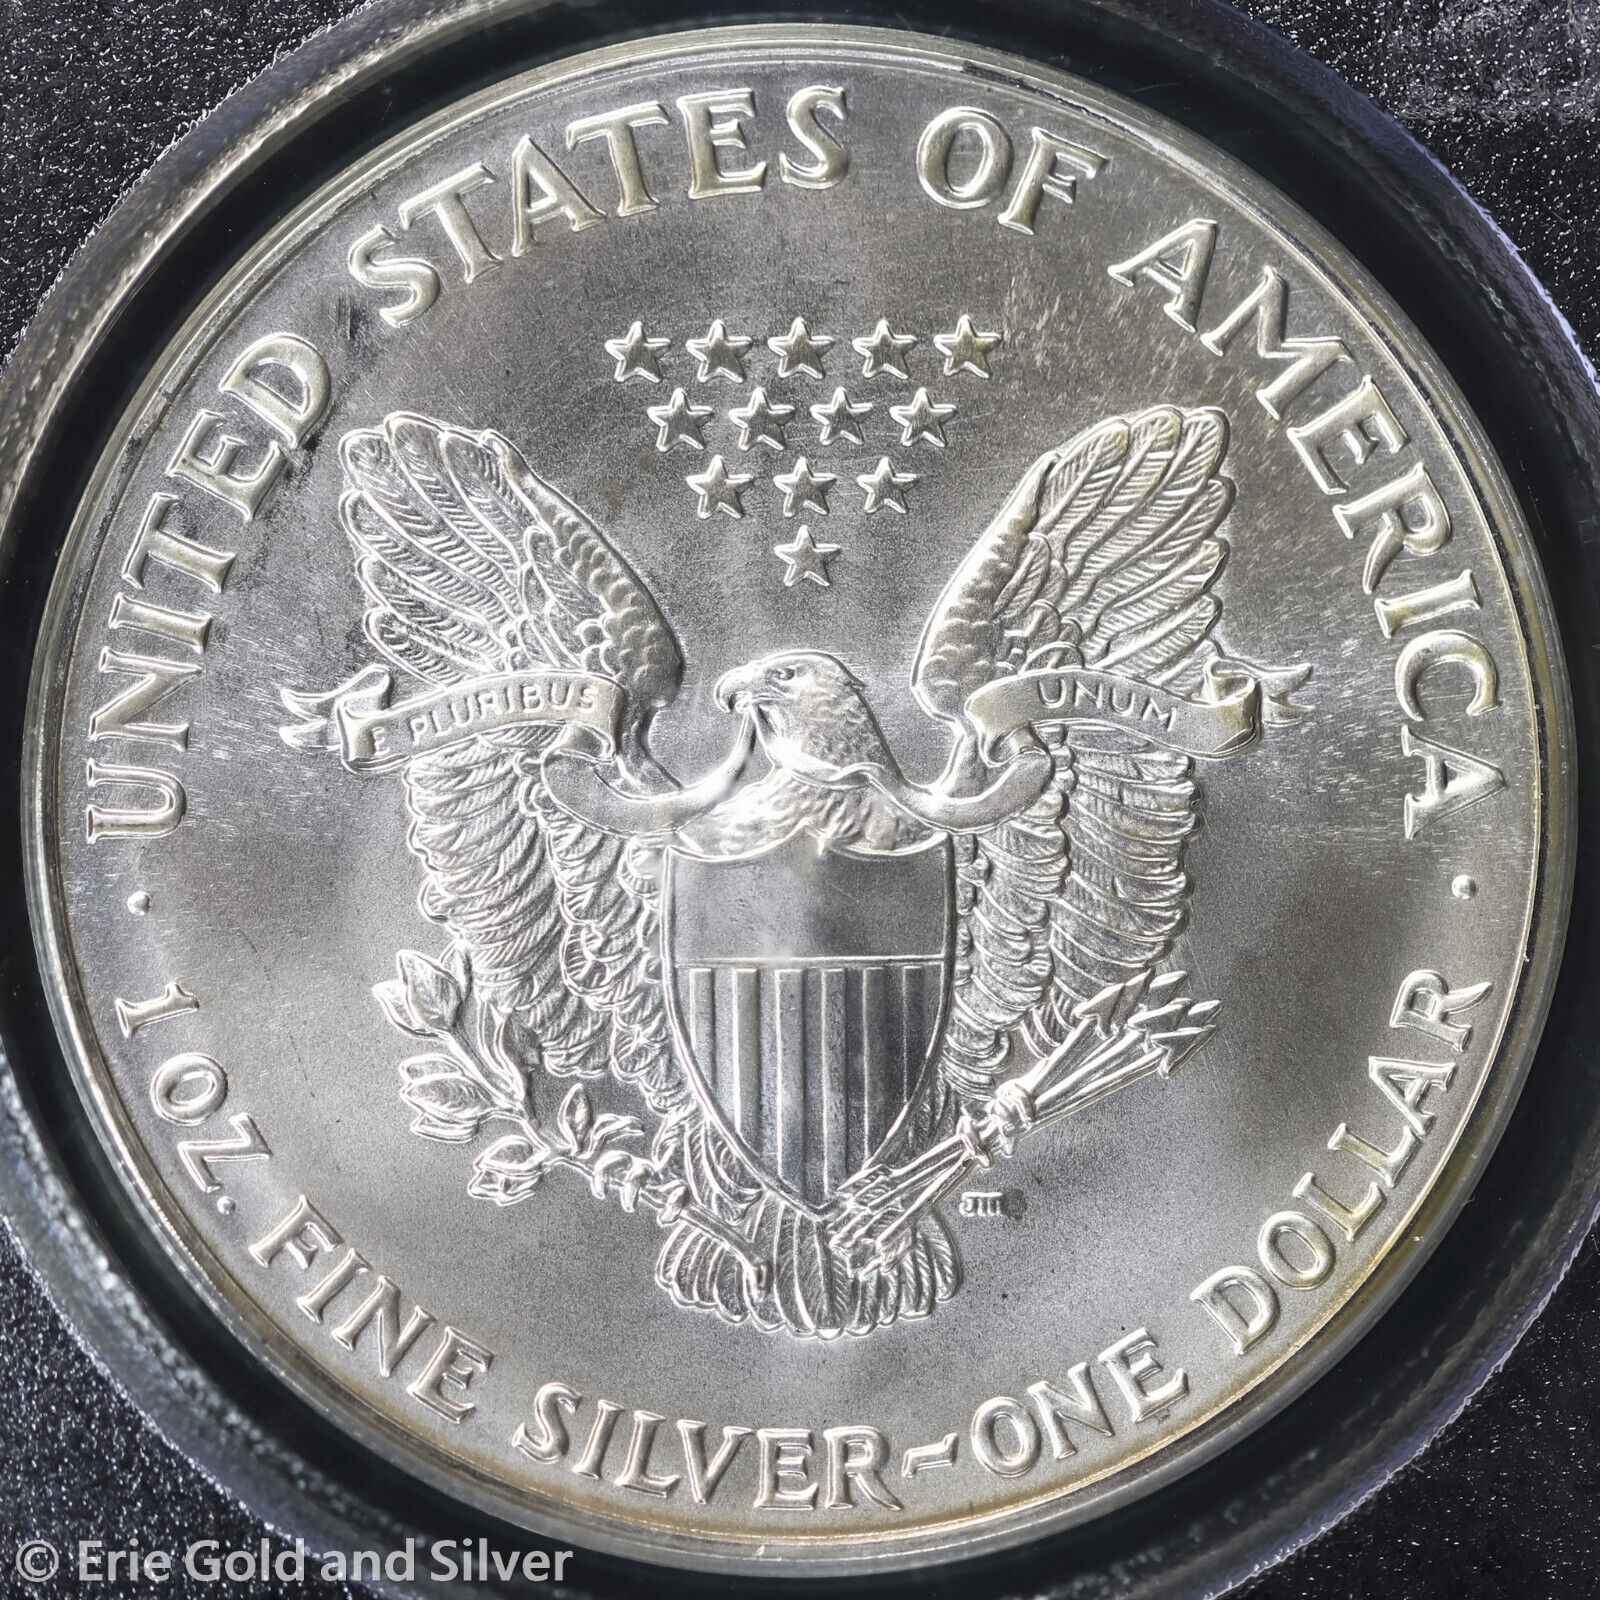 UNITED STATES OF AMERICA
E PLURIBUS UNUM
JM
· 1 OZ. FINE SILVER~ONE DOLLAR ·
© Erie Gold and Silver